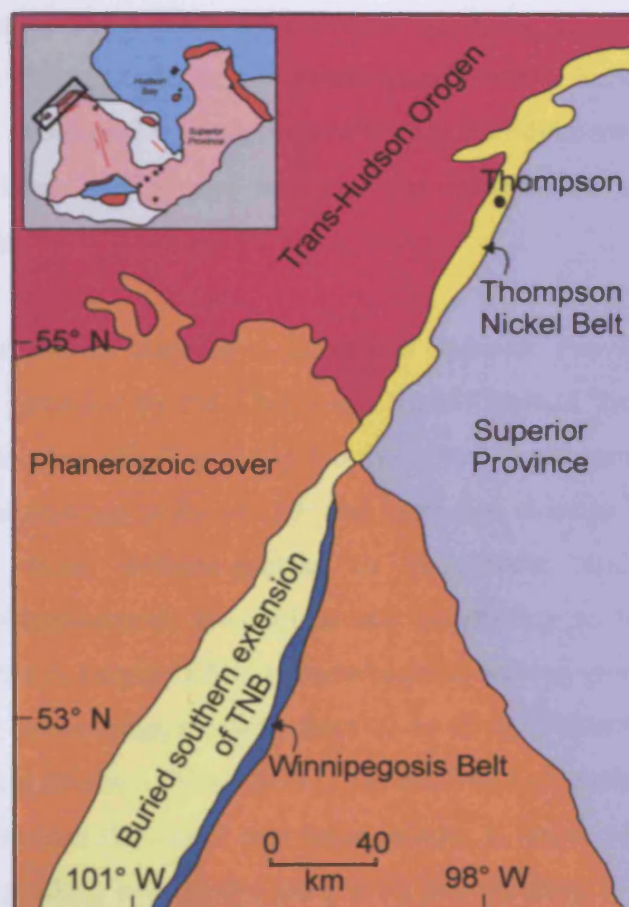 Hudson
Bay
Superior
Province
Trans-Hudson Orogen
Thompson
Thompson
Nickel Belt
55° N
Superior
Province
Phanerozoic cover
Buried southern extension
of TNB
53° N
Winnipegosis Belt
0 40
km
101° W
98° W